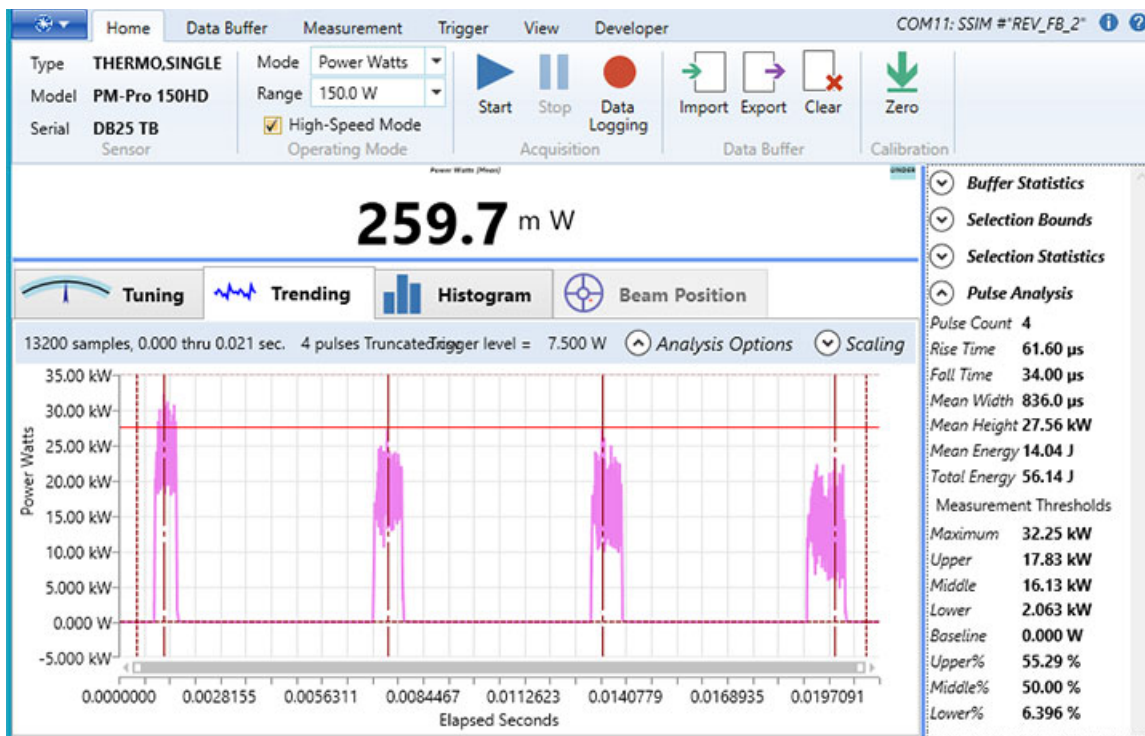 Home Data Buffer Measurement Trigger View Developer COM11: SSIM #"REV_FB_2"
Type THERMO,SINGLE
Model PM-Pro 150HD
Serial DB25 TB
Sensor
Mode Power Watts
Range 150.0 W
High-Speed Mode
Operating Mode
Start Stop Data Logging
Acquisition
Import Export Clear
Data Buffer
Zero
Calibration
Power Watts (Mean) UNDER
259.7 m W
Tuning Trending Histogram Beam Position
13200 samples, 0.000 thru 0.021 sec. 4 pulses Truncated Trigger level = 7.500 W Analysis Options Scaling
35.00 kW
30.00 kW
25.00 kW
20.00 kW
15.00 kW
10.00 kW
5.000 kW
0.000 W
-5.000 kW
Power Watts
0.0000000 0.0028155 0.0056311 0.0084467 0.0112623 0.0140779 0.0168935 0.0197091
Elapsed Seconds
Buffer Statistics
Selection Bounds
Selection Statistics
Pulse Analysis
Pulse Count 4
Rise Time 61.60 µs
Fall Time 34.00 µs
Mean Width 836.0 µs
Mean Height 27.56 kW
Mean Energy 14.04 J
Total Energy 56.14 J
Measurement Thresholds
Maximum 32.25 kW
Upper 17.83 kW
Middle 16.13 kW
Lower 2.063 kW
Baseline 0.000 W
Upper% 55.29 %
Middle% 50.00 %
Lower% 6.396 %